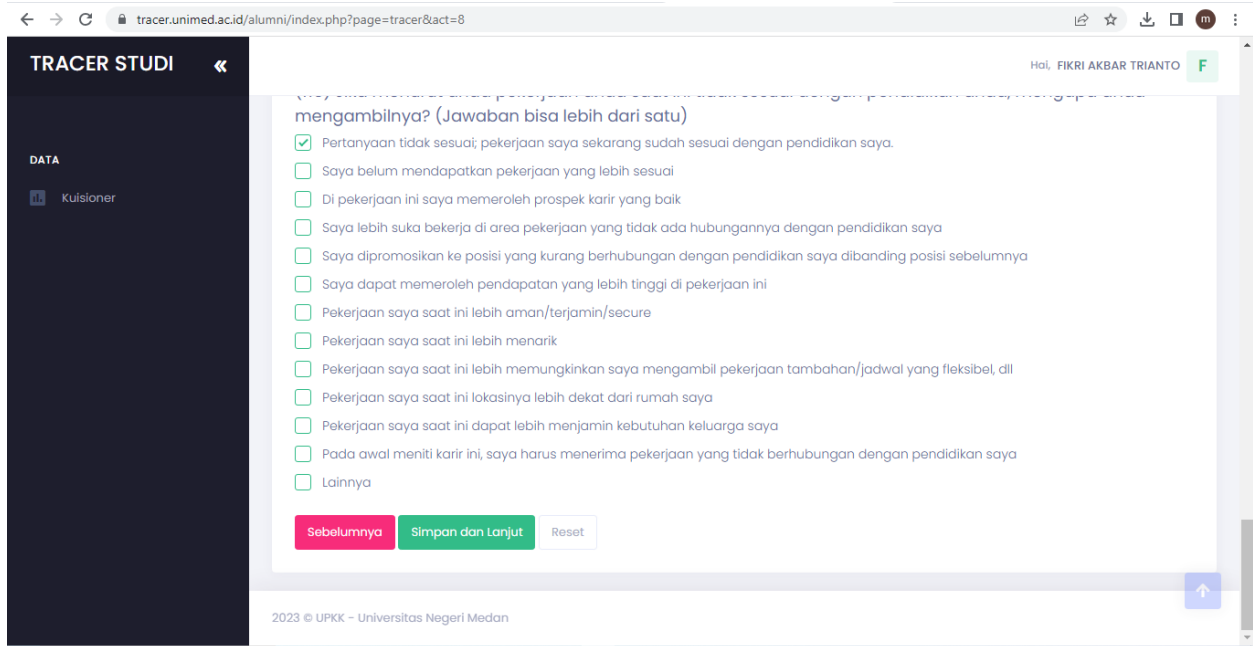 tracer.unimed.ac.id/alumni/index.php?page=tracer&act=8
m
TRACER STUDI
Hai, FIKRI AKBAR TRIANTO F
mengambilnya? (Jawaban bisa lebih dari satu)
Pertanyaan tidak sesuai; pekerjaan saya sekarang sudah sesuai dengan pendidikan saya.
DATA
Saya belum mendapatkan pekerjaan yang lebih sesuai
Kuisioner
Di pekerjaan ini saya memeroleh prospek karir yang baik
Saya lebih suka bekerja di area pekerjaan yang tidak ada hubungannya dengan pendidikan saya
Saya dipromosikan ke posisi yang kurang berhubungan dengan pendidikan saya dibanding posisi sebelumnya
Saya dapat memeroleh pendapatan yang lebih tinggi di pekerjaan ini
Pekerjaan saya saat ini lebih aman/terjamin/secure
Pekerjaan saya saat ini lebih menarik
Pekerjaan saya saat ini lebih memungkinkan saya mengambil pekerjaan tambahan/jadwal yang fleksibel, dll
Pekerjaan saya saat ini lokasinya lebih dekat dari rumah saya
Pekerjaan saya saat ini dapat lebih menjamin kebutuhan keluarga saya
Pada awal meniti karir ini, saya harus menerima pekerjaan yang tidak berhubungan dengan pendidikan saya
Lainnya
Sebelumnya Simpan dan Lanjut Reset
2023 © UPKK - Universitas Negeri Medan